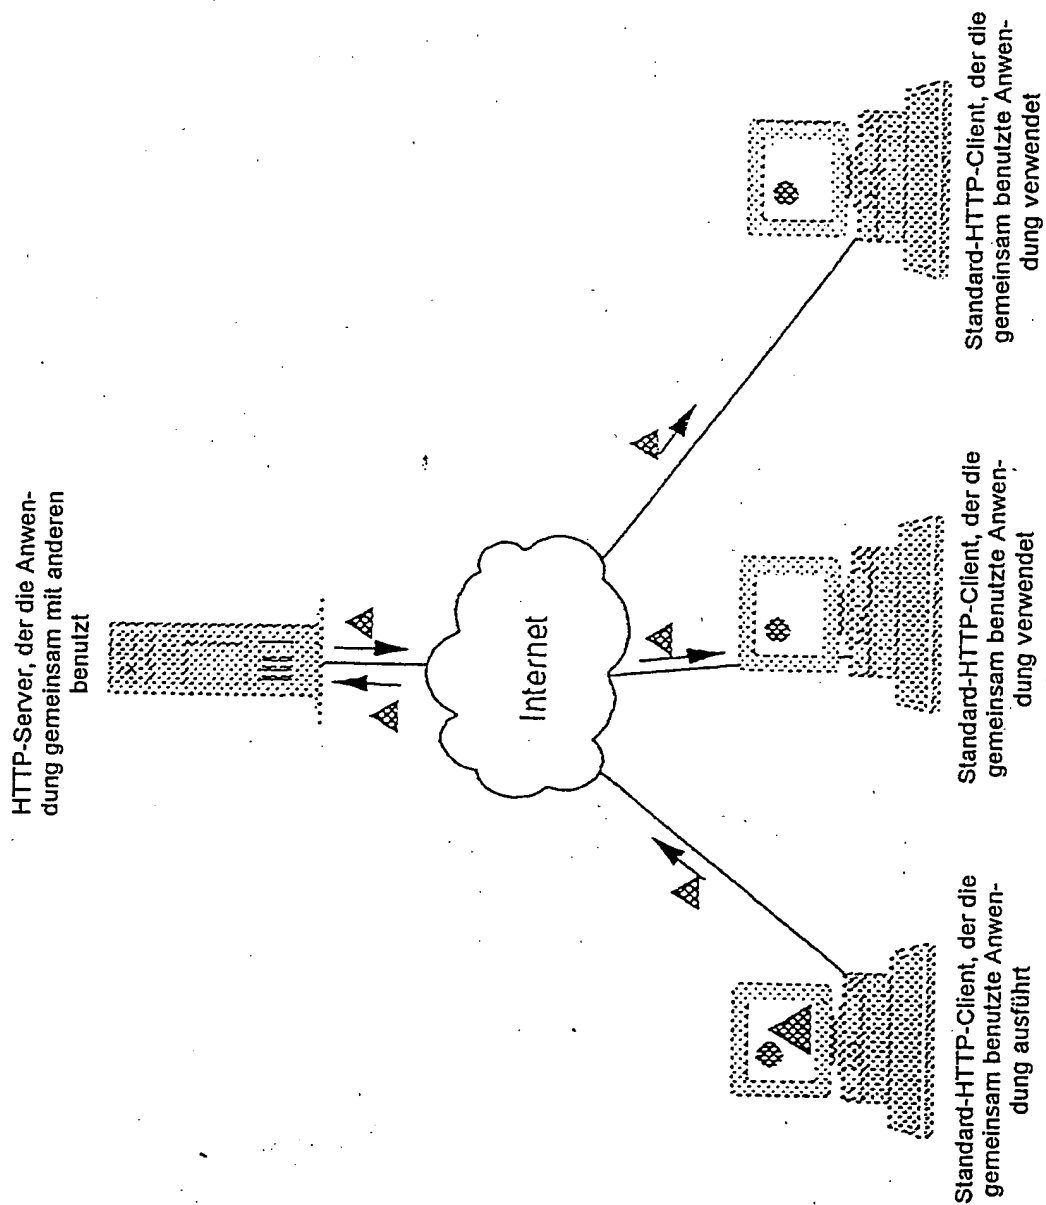 HTTP-Server, der die Anwen-
dung gemeinsam mit anderen
benutzt
Internet
Standard-HTTP-Client, der die
gemeinsam benutzte Anwen-
dung ausführt
Standard-HTTP-Client, der die
gemeinsam benutzte Anwen-
dung verwendet
Standard-HTTP-Client, der die
gemeinsam benutzte Anwen-
dung verwendet